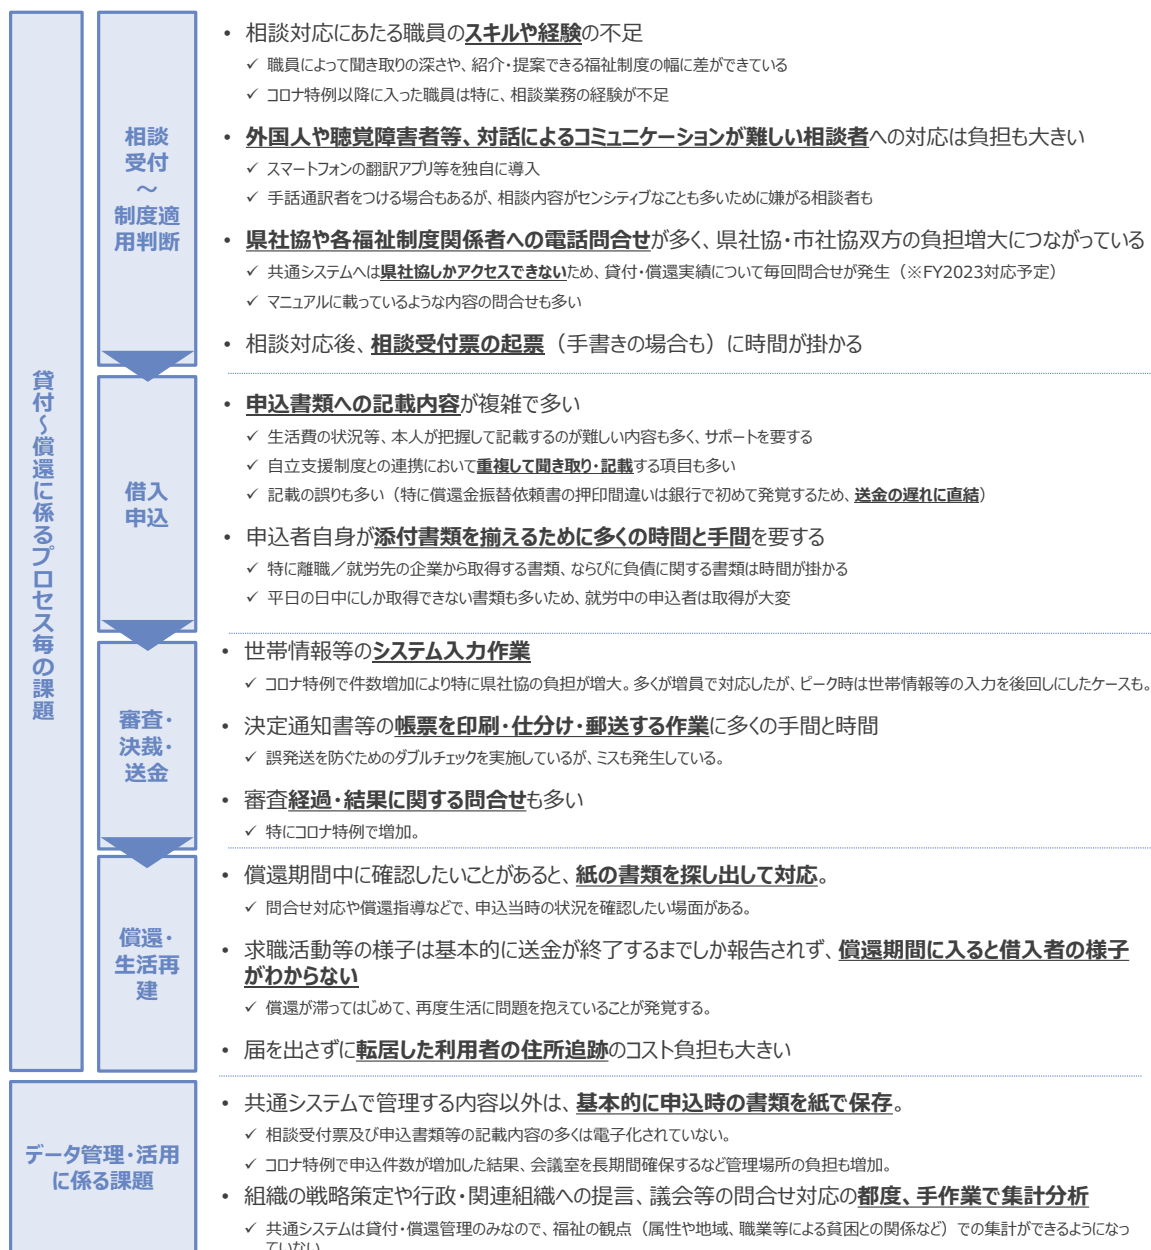 貸付～償還に係るプロセス毎の課題
相談
受付
～
制度適
用判断
• 相談対応にあたる職員のスキルや経験の不足
✓ 職員によって聞き取りの深さや、紹介・提案できる福祉制度の幅に差ができている
✓ コロナ特例以降に入った職員は特に、相談業務の経験が不足
• 外国人や聴覚障害者等、対話によるコミュニケーションが難しい相談者への対応は負担も大きい
✓ スマートフォンの翻訳アプリ等を独自に導入
✓ 手話通訳者をつける場合もあるが、相談内容がセンシティブなことも多いために嫌がる相談者も
• 県社協や各福祉制度関係者への電話問合せが多く、県社協・市社協双方の負担増大につながっている
✓ 共通システムへは県社協しかアクセスできないため、貸付・償還実績について毎回問合せが発生（※FY2023対応予定）
✓ マニュアルに載っているような内容の問合せも多い
• 相談対応後、相談受付票の起票（手書きの場合も）に時間が掛かる
借入
申込
• 申込書類への記載内容が複雑で多い
✓ 生活費の状況等、本人が把握して記載するのが難しい内容も多く、サポートを要する
✓ 自立支援制度との連携において重複して聞き取り・記載する項目も多い
✓ 記載の誤りも多い（特に償還金振替依頼書の押印間違いは銀行で初めて発覚するため、送金の遅れに直結）
• 申込者自身が添付書類を揃えるために多くの時間と手間を要する
✓ 特に離職／就労先の企業から取得する書類、ならびに負債に関する書類は時間が掛かる
✓ 平日の日中にしか取得できない書類も多いため、就労中の申込者は取得が大変
審査・
決裁・
送金
• 世帯情報等のシステム入力作業
✓ コロナ特例で件数増加により特に県社協の負担が増大。多くが増員で対応したが、ピーク時は世帯情報等の入力を後回しにしたケースも。
• 決定通知書等の帳票を印刷・仕分け・郵送する作業に多くの手間と時間
✓ 誤発送を防ぐためのダブルチェックを実施しているが、ミスも発生している。
• 審査経過・結果に関する問合せも多い
✓ 特にコロナ特例で増加。
償還・
生活再
建
• 償還期間中に確認したいことがあると、紙の書類を探し出して対応。
✓ 問合せ対応や償還指導などで、申込当時の状況を確認したい場面がある。
• 求職活動等の様子は基本的に送金が終了するまでしか報告されず、償還期間に入ると借入者の様子
がわからない
✓ 償還が滞ってはじめて、再度生活に問題を抱えていることが発覚する。
• 届を出さずに転居した利用者の住所追跡のコスト負担も大きい
データ管理・活用
に係る課題
• 共通システムで管理する内容以外は、基本的に申込時の書類を紙で保存。
✓ 相談受付票及び申込書類等の記載内容の多くは電子化されていない。
✓ コロナ特例で申込件数が増加した結果、会議室を長期間確保するなど管理場所の負担も増加。
• 組織の戦略策定や行政・関連組織への提言、議会等の問合せ対応の都度、手作業で集計分析
✓ 共通システムは貸付・償還管理のみなので、福祉の観点（属性や地域、職業等による貧困との関係など）での集計ができるようになっ
ていない